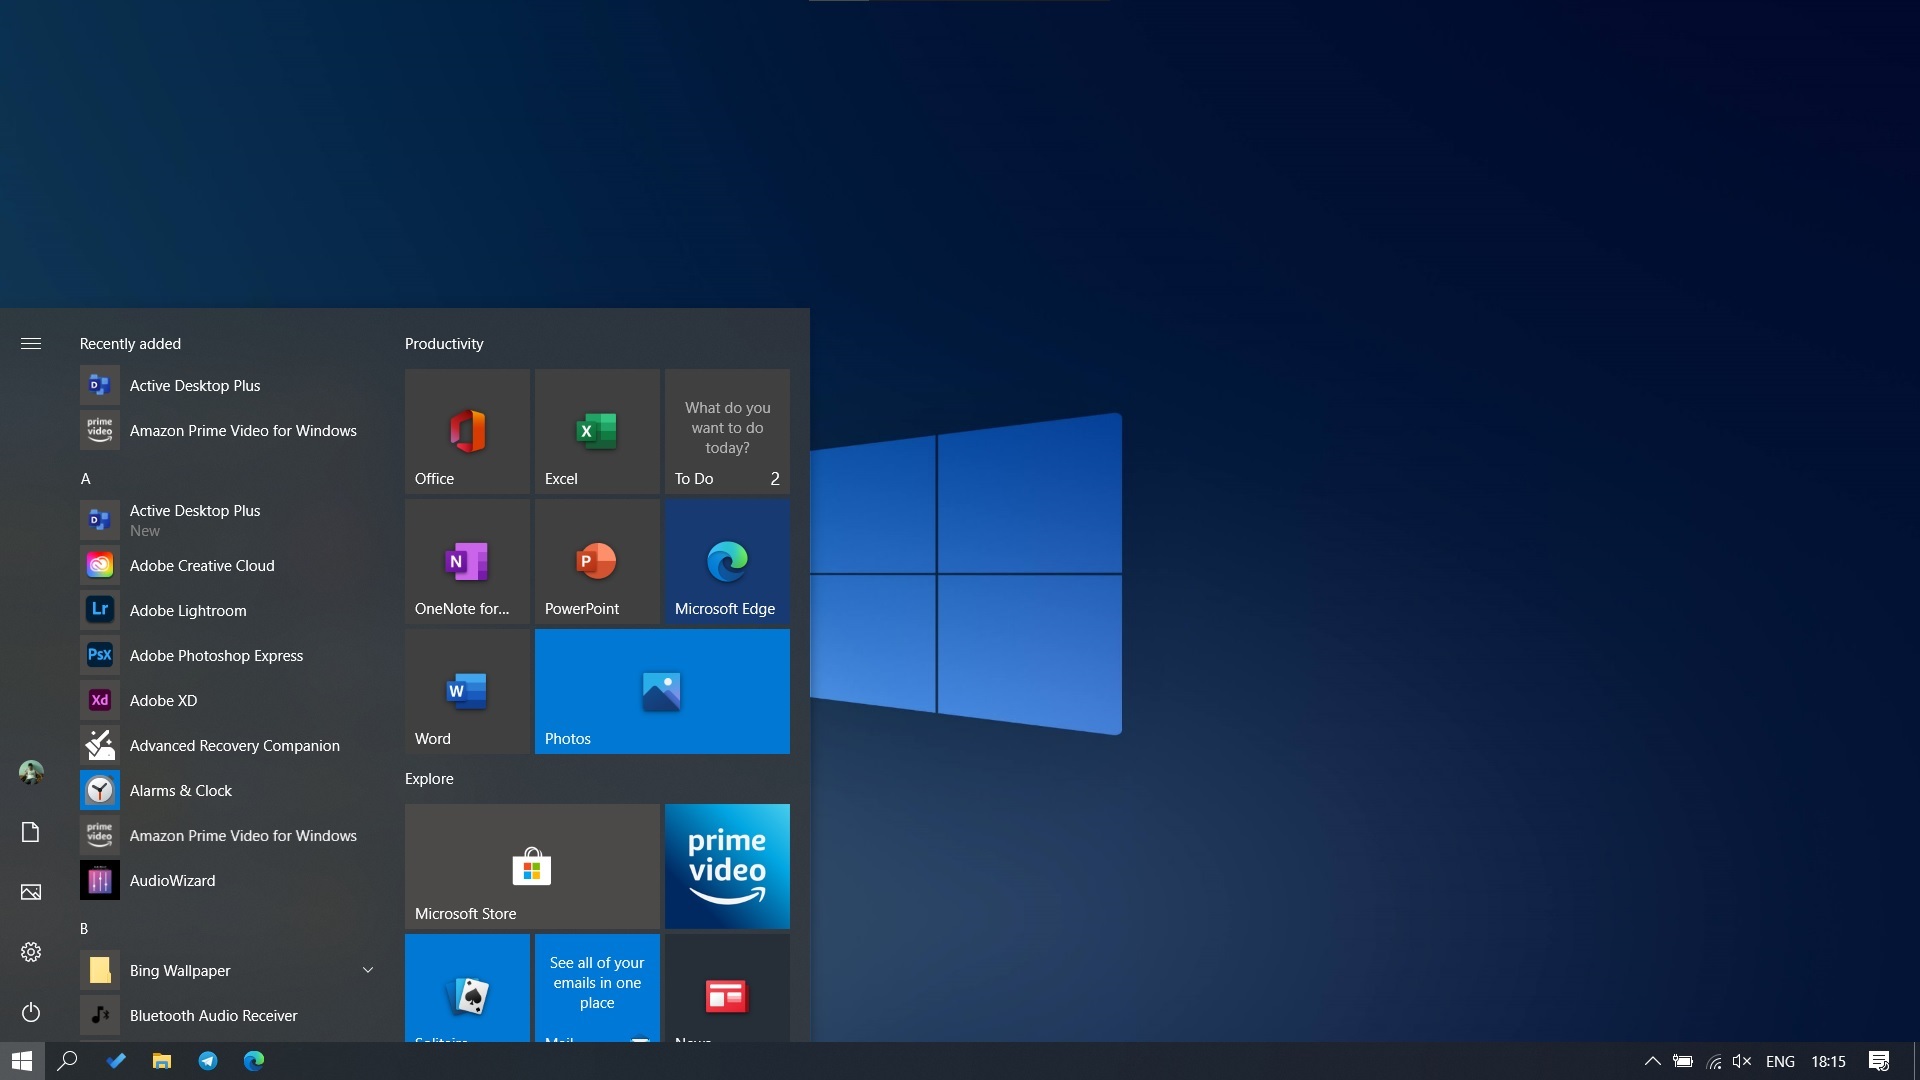 Recently added
Active Desktop Plus
prime video
Amazon Prime Video for Windows
A
Active Desktop Plus
New
Adobe Creative Cloud
Lr
Adobe Lightroom
PsX
Adobe Photoshop Express
Xd
Adobe XD
Advanced Recovery Companion
Alarms & Clock
prime video
Amazon Prime Video for Windows
AudioWizard
B
Bing Wallpaper
Bluetooth Audio Receiver
Productivity
Office
X
Excel
What do you
want to do
today?
To Do 2
N
OneNote for...
P
PowerPoint
Microsoft Edge
W
Word
Photos
Explore
Microsoft Store
prime
video
Solitaire
See all of your
emails in one
place
Mail
News
ENG 18:15